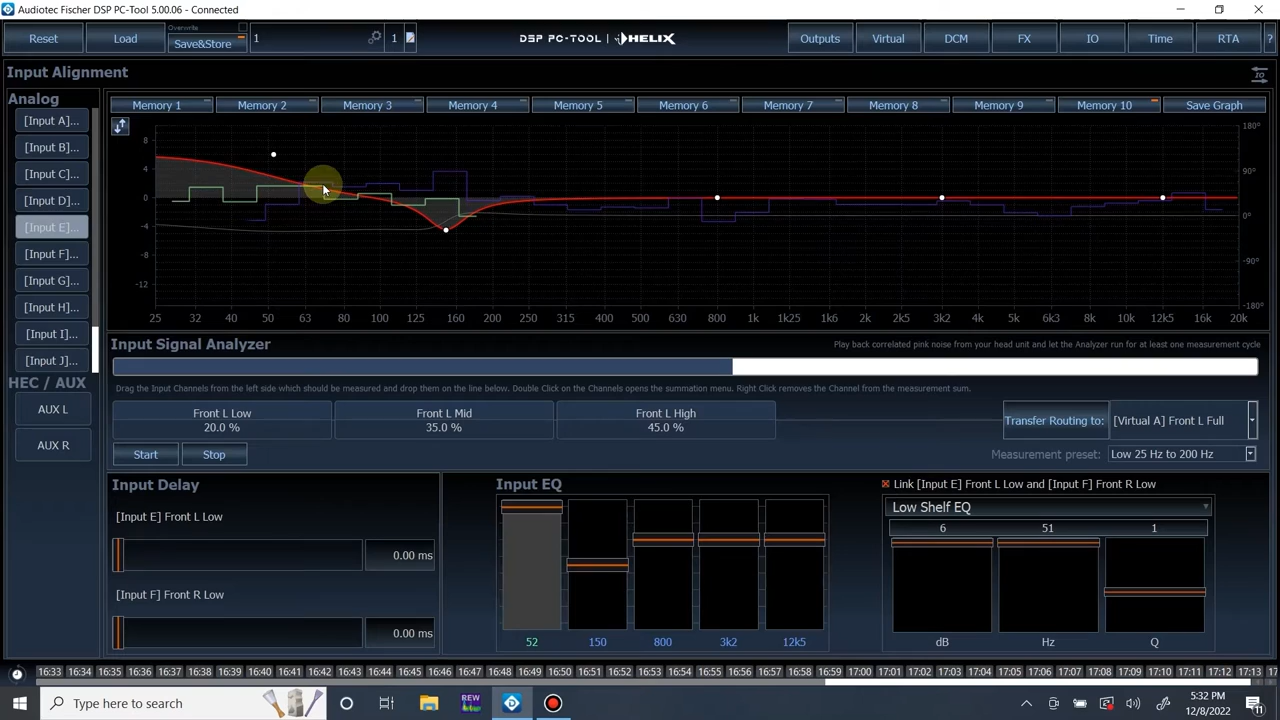 Audiotec Fischer DSP PC-Tool 5.00.06 - Connected
Reset Load Overwrite Save&Store 1 1 DSP PC-TOOL HELIX Outputs Virtual DCM FX IO Time RTA ?
Input Alignment IO
Analog
Memory 1 Memory 2 Memory 3 Memory 4 Memory 5 Memory 6 Memory 7 Memory 8 Memory 9 Memory 10 Save Graph
[Input A]...
[Input B]...
[Input C]...
[Input D]...
[Input E]...
[Input F]...
[Input G]...
[Input H]...
[Input I]...
[Input J]...
HEC / AUX
AUX L
AUX R
8 180°
4 90°
0 0°
-4
-8 -90°
-12 -180°
25 32 40 50 63 80 100 125 160 200 250 315 400 500 630 800 1k 1k25 1k6 2k 2k5 3k2 4k 5k 6k3 8k 10k 12k5 16k 20k
Input Signal Analyzer
Play back correlated pink noise from your head unit and let the Analyzer run for at least one measurement cycle
Drag the Input Channels from the left side which should be measured and drop them on the line below. Double Click on the Channels opens the summation menu. Right Click removes the Channel from the measurement sum.
Front L Low
20.0 %
Front L Mid
35.0 %
Front L High
45.0 %
Transfer Routing to: [Virtual A] Front L Full
Start Stop
Measurement preset: Low 25 Hz to 200 Hz
Input Delay
[Input E] Front L Low
0.00 ms
[Input F] Front R Low
0.00 ms
Input EQ
52 150 800 3k2 12k5
Link [Input E] Front L Low and [Input F] Front R Low
Low Shelf EQ
6 51 1
dB Hz Q
16:33 16:34 16:35 16:36 16:37 16:38 16:39 16:40 16:41 16:42 16:43 16:44 16:45 16:46 16:47 16:48 16:49 16:50 16:51 16:52 16:53 16:54 16:55 16:56 16:57 16:58 16:59 17:00 17:01 17:02 17:03 17:04 17:05 17:06 17:07 17:08 17:09 17:10 17:11 17:12 17:13
Type here to search
REW
5:32 PM
12/8/2022
11